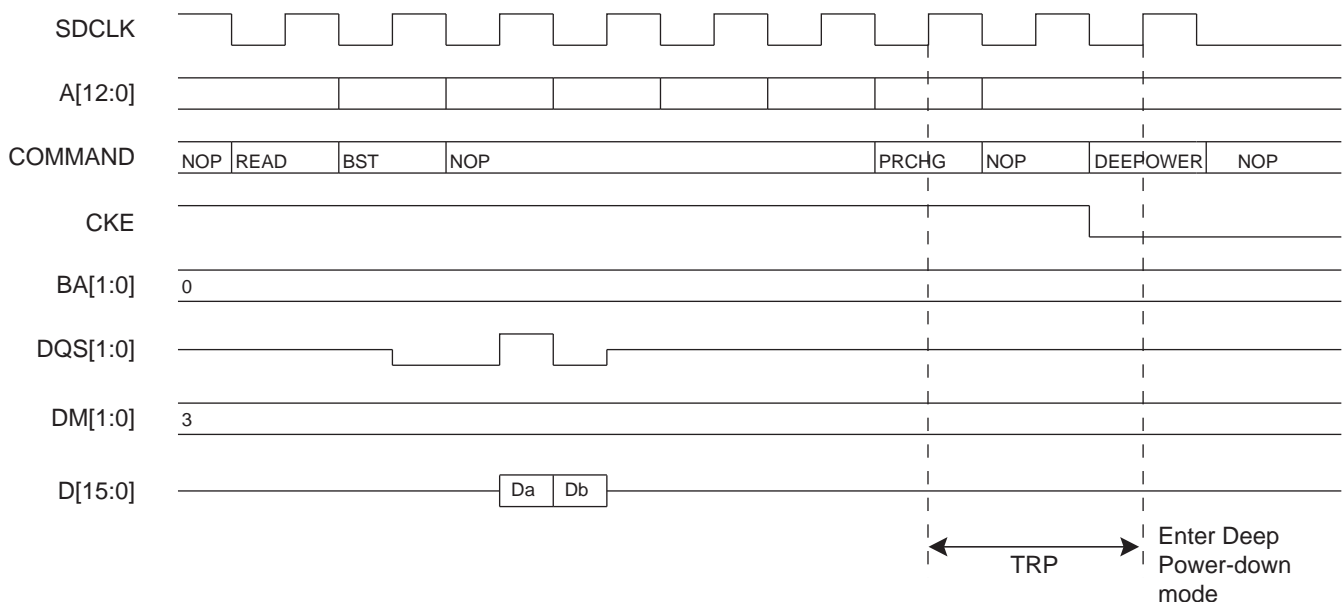 SDCLK
A[12:0]
COMMAND NOP READ BST NOP PRCHG NOP DEEPOWER NOP
CKE
BA[1:0] 0
DQS[1:0]
DM[1:0] 3
D[15:0] Da Db
TRP
Enter Deep
Power-down
mode